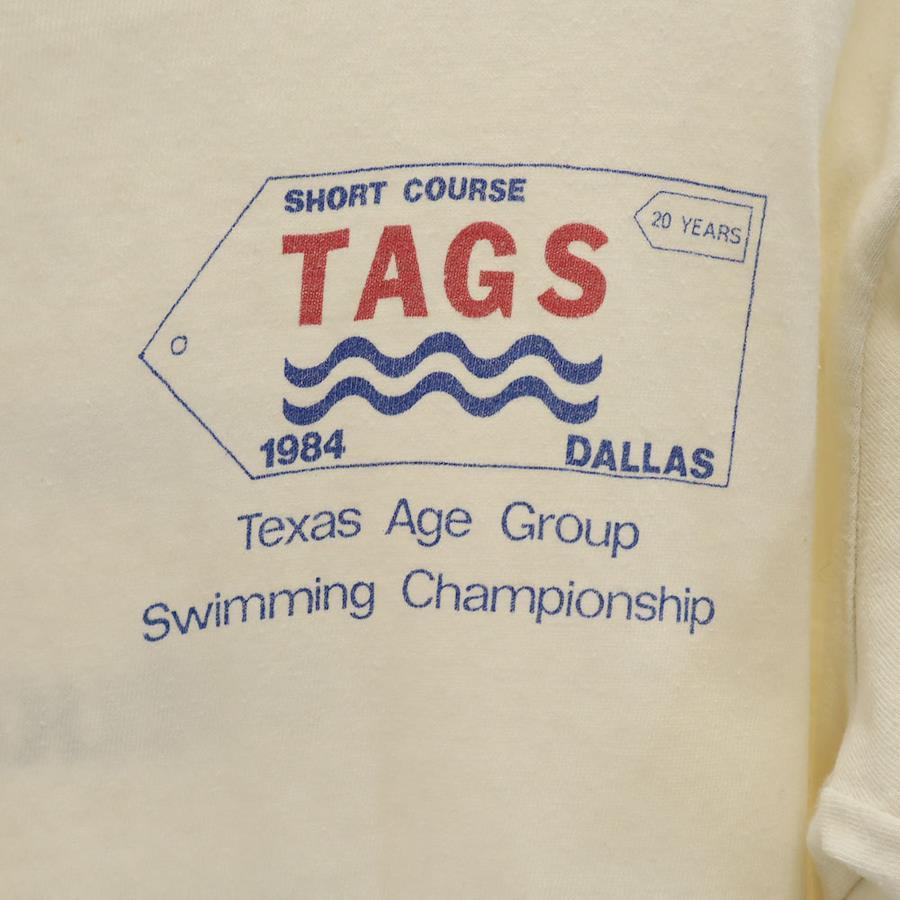 SHORT COURSE
20 YEARS
TAGS
1984
DALLAS
Texas Age Group
Swimming Championship